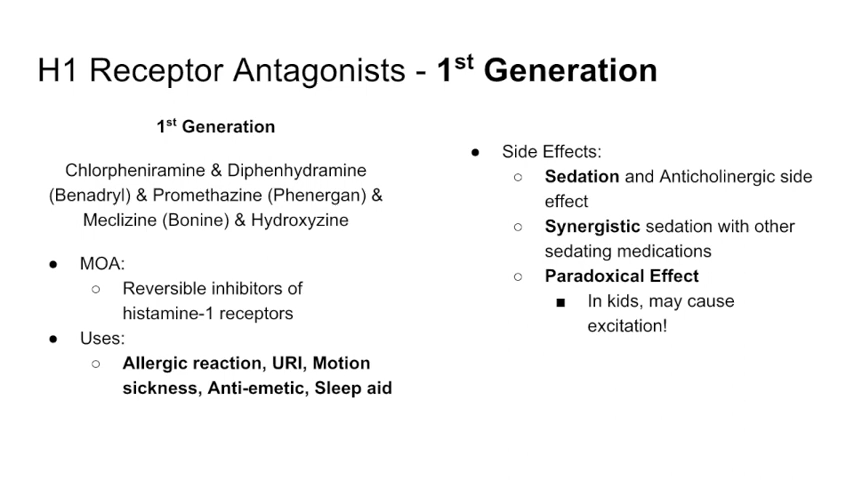 H1 Receptor Antagonists - 1st Generation
1st Generation
Chlorpheniramine & Diphenhydramine
(Benadryl) & Promethazine (Phenergan) &
Meclizine (Bonine) & Hydroxyzine
● MOA:
○ Reversible inhibitors of
histamine-1 receptors
● Uses:
○ Allergic reaction, URI, Motion
sickness, Anti-emetic, Sleep aid
● Side Effects:
○ Sedation and Anticholinergic side
effect
○ Synergistic sedation with other
sedating medications
○ Paradoxical Effect
■ In kids, may cause
excitation!